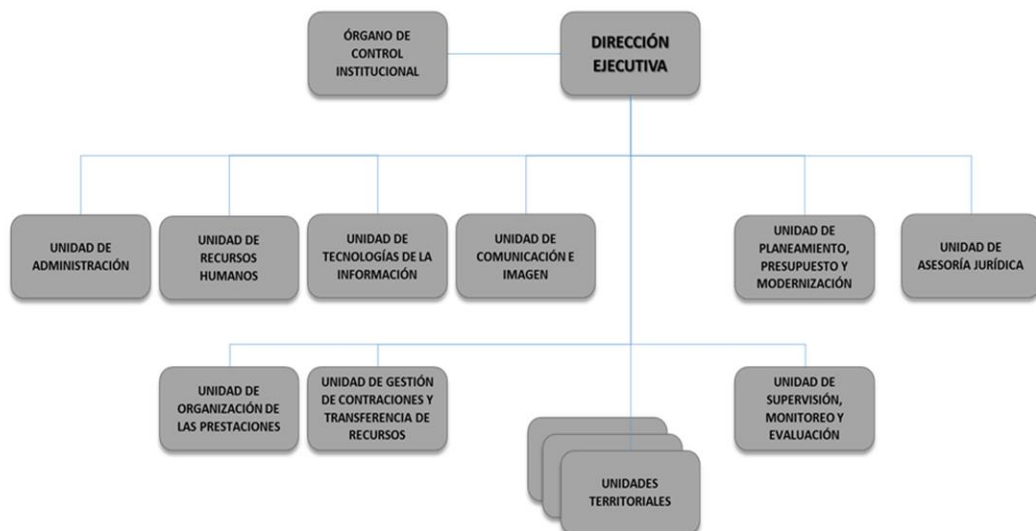 ÓRGANO DE
CONTROL
INSTITUCIONAL
DIRECCIÓN
EJECUTIVA
UNIDAD DE
ADMINISTRACIÓN
UNIDAD DE
RECURSOS
HUMANOS
UNIDAD DE
TECNOLOGÍAS DE LA
INFORMACIÓN
UNIDAD DE
COMUNICACIÓN E
IMAGEN
UNIDAD DE
PLANEAMIENTO,
PRESUPUESTO Y
MODERNIZACIÓN
UNIDAD DE
ASESORÍA JURÍDICA
UNIDAD DE
ORGANIZACIÓN DE
LAS PRESTACIONES
UNIDAD DE GESTIÓN
DE CONTRACIONES Y
TRANSFERENCIA DE
RECURSOS
UNIDAD DE
SUPERVISIÓN,
MONITOREO Y
EVALUACIÓN
UNIDADES
TERRITORIALES